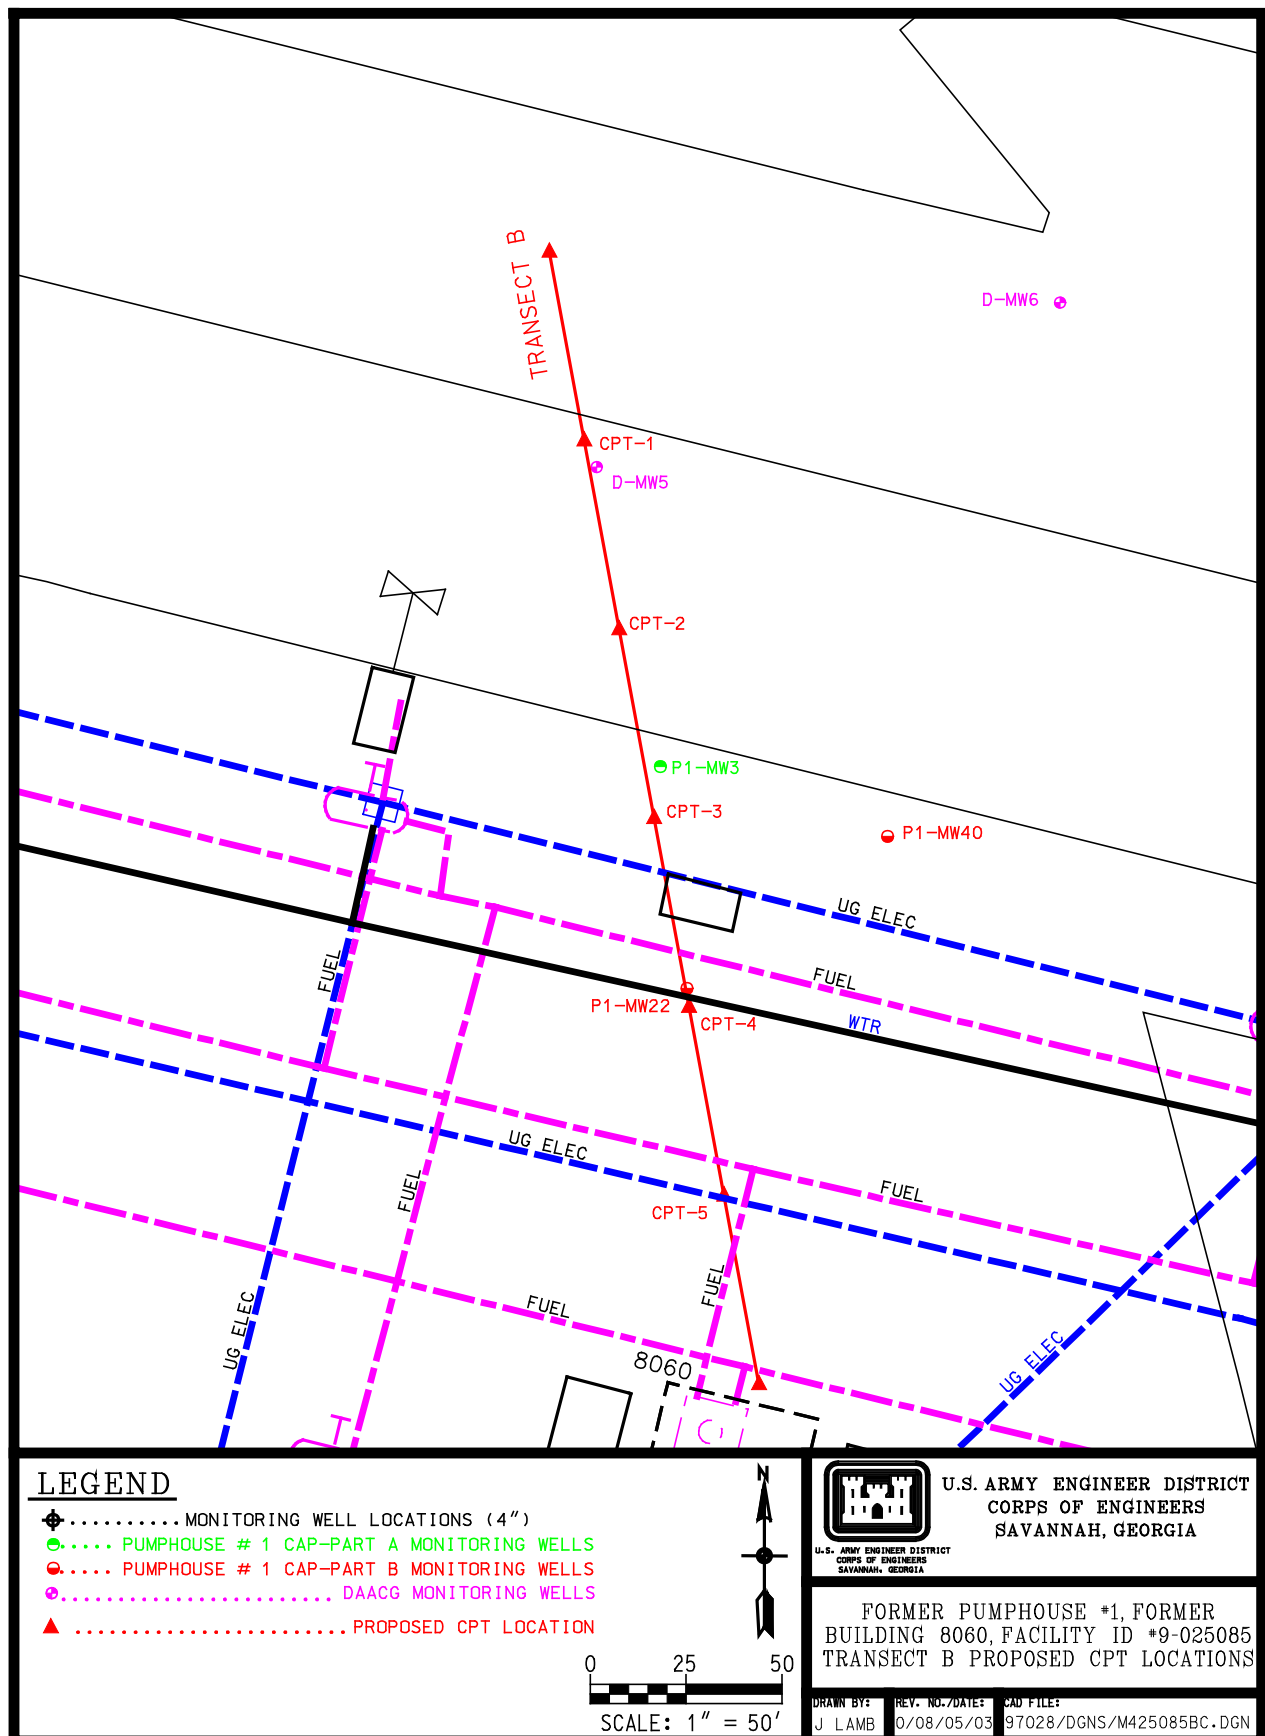 TRANSECT B
D-MW6
CPT-1
D-MW5
CPT-2
P1-MW3
CPT-3
P1-MW40
UG ELEC
FUEL
FUEL
P1-MW22
CPT-4
WTR
UG ELEC
FUEL
FUEL
CPT-5
FUEL
UG ELEC
FUEL
8060
UG ELEC
LEGEND
.......... MONITORING WELL LOCATIONS (4")
..... PUMPHOUSE # 1 CAP-PART A MONITORING WELLS
..... PUMPHOUSE # 1 CAP-PART B MONITORING WELLS
........................ DAACG MONITORING WELLS
........................ PROPOSED CPT LOCATION
N
0 25 50
SCALE: 1" = 50'
U.S. ARMY ENGINEER DISTRICT
CORPS OF ENGINEERS
SAVANNAH, GEORGIA
U.S. ARMY ENGINEER DISTRICT
CORPS OF ENGINEERS
SAVANNAH, GEORGIA
FORMER PUMPHOUSE #1, FORMER
BUILDING 8060, FACILITY ID #9-025085
TRANSECT B PROPOSED CPT LOCATIONS
DRAWN BY: REV. NO./DATE: CAD FILE:
J LAMB 0/08/05/03 97028/DGNS/M425085BC.DGN